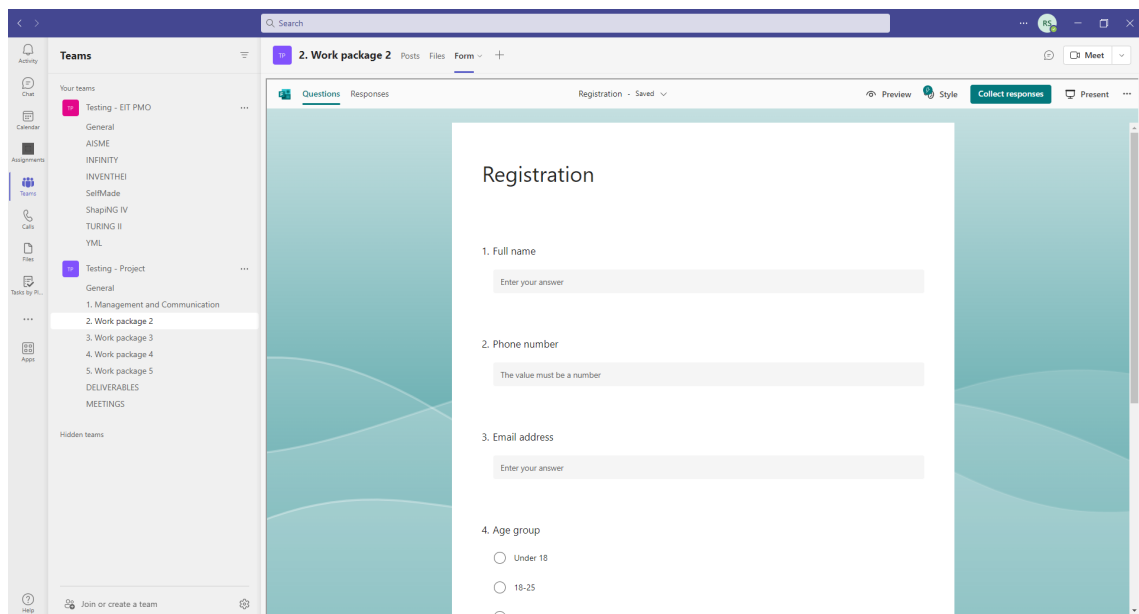 Search
RS
Activity
Chat
Calendar
Assignments
Teams
Calls
Files
Tasks by Pl...
Apps
Help
Teams
Your teams
TP Testing - EIT PMO
General
AISME
INFINITY
INVENTHEI
SelfMade
ShapiNG IV
TURING II
YML
TP Testing - Project
General
1. Management and Communication
2. Work package 2
3. Work package 3
4. Work package 4
5. Work package 5
DELIVERABLES
MEETINGS
Hidden teams
Join or create a team
TP 2. Work package 2 Posts Files Form Meet
Questions Responses Registration - Saved Preview Style Collect responses Present
Registration
1. Full name
Enter your answer
2. Phone number
The value must be a number
3. Email address
Enter your answer
4. Age group
Under 18
18-25